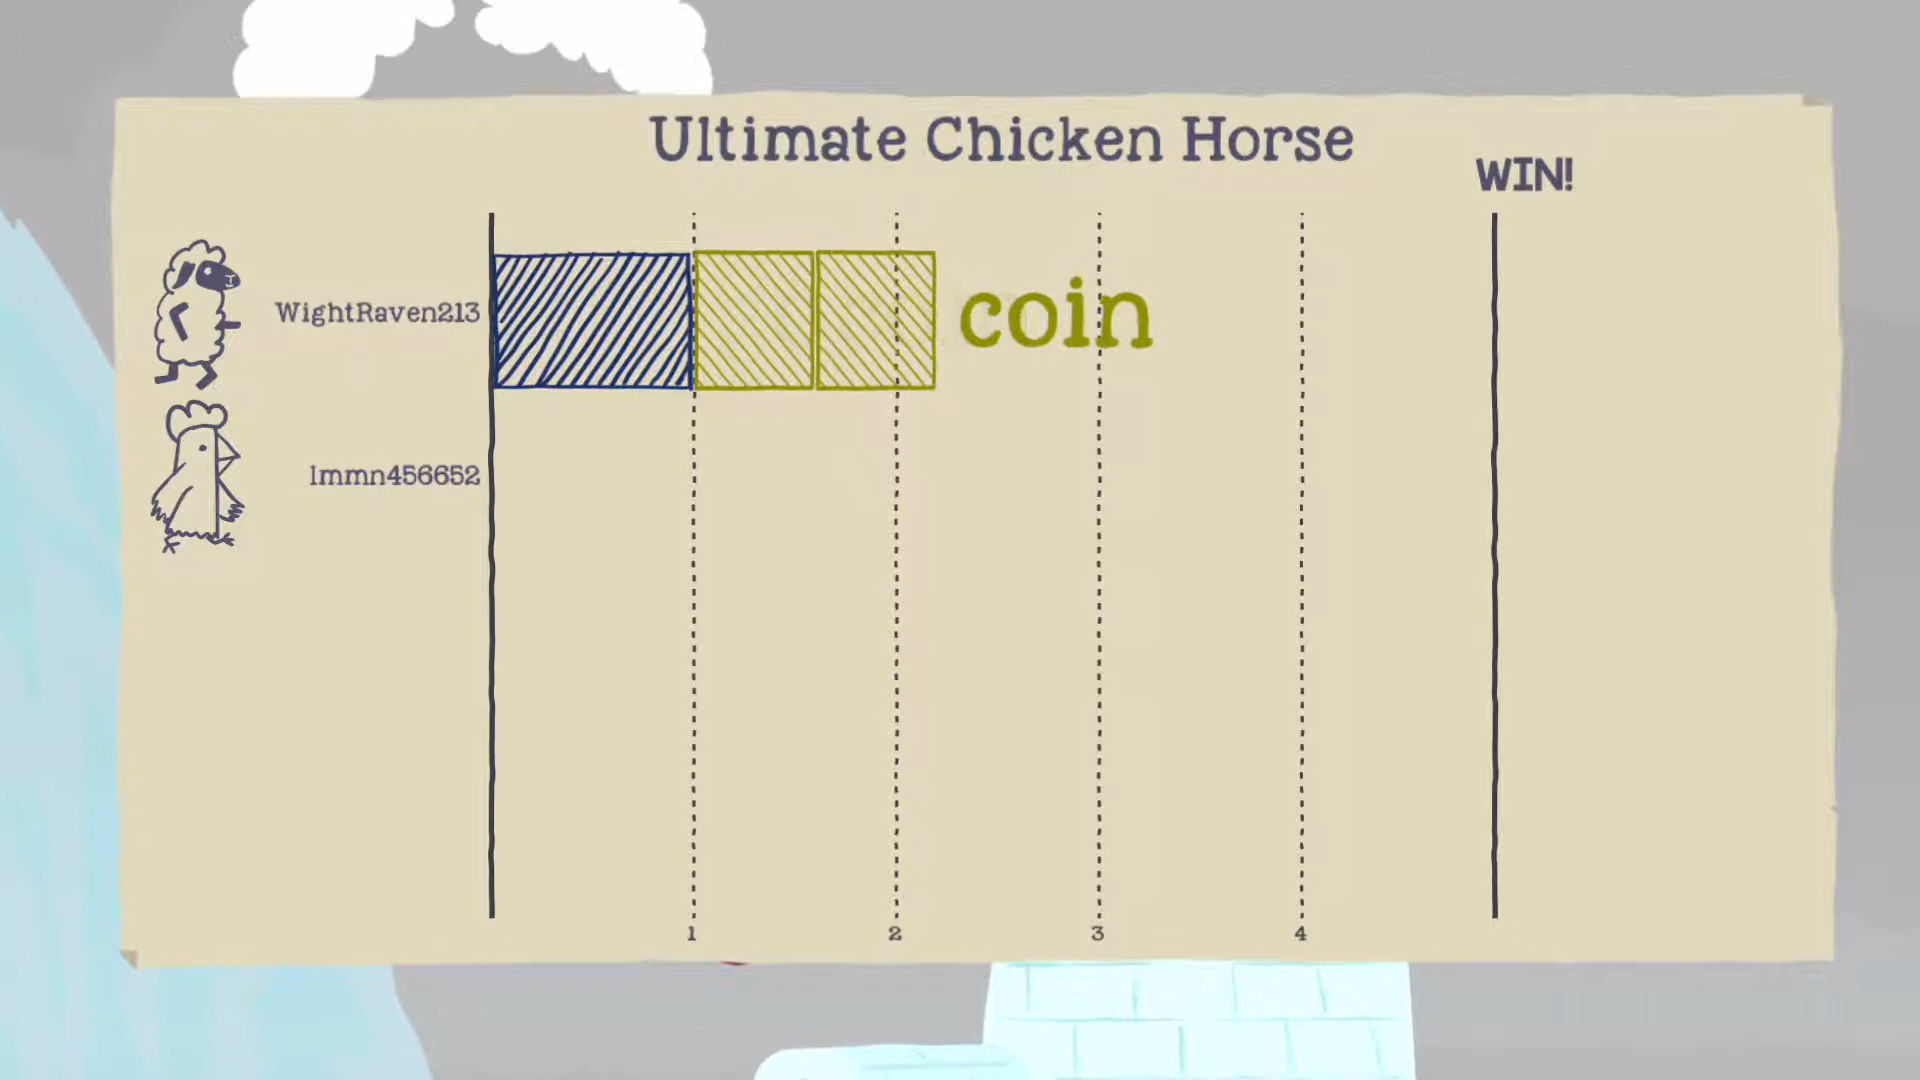 Ultimate Chicken Horse
WIN!
WightRaven213
coin
lmmn456652
1 2 3 4